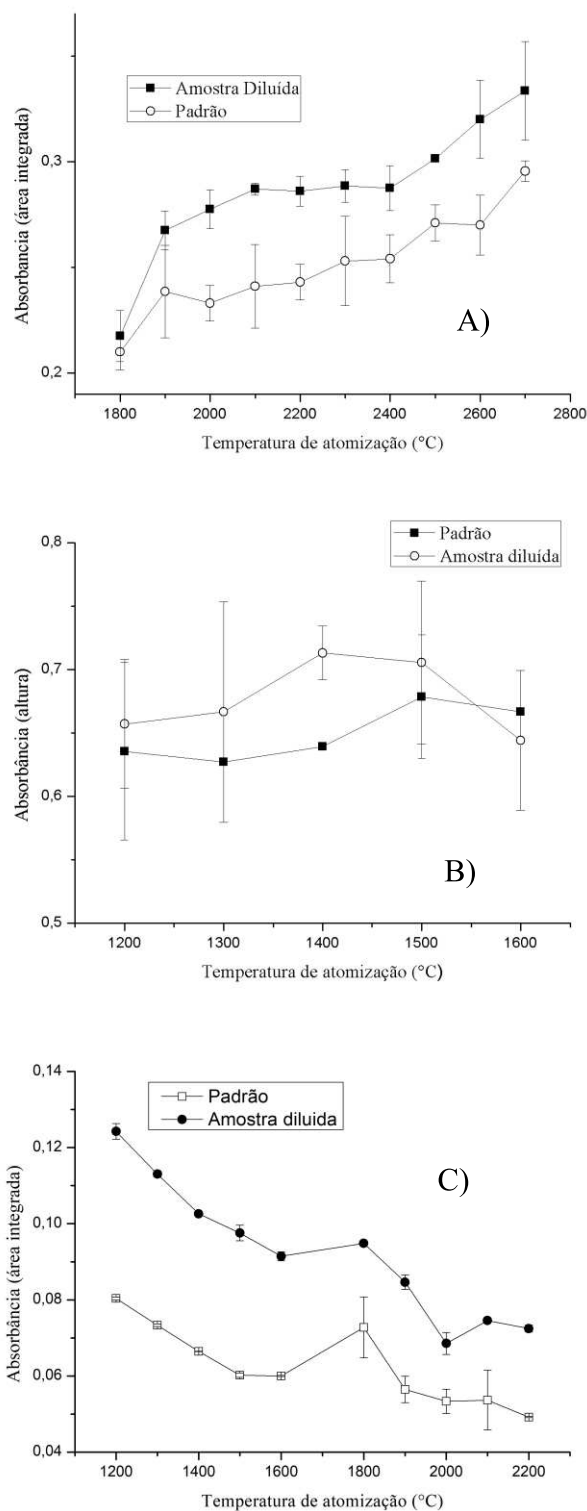 Amostra Diluída
Padrão
Absorbancia (área integrada)
0,3
0,2
A)
1800 2000 2200 2400 2600 2800
Temperatura de atomização (°C)
Padrão
Amostra diluída
Absorbância (altura)
0,8
0,7
0,6
0,5
B)
1200 1300 1400 1500 1600
Temperatura de atomização (°C)
Padrão
Amostra diluida
Absorbância (área integrada)
0,14
0,12
0,10
0,08
0,06
0,04
C)
1200 1400 1600 1800 2000 2200
Temperatura de atomização (°C)